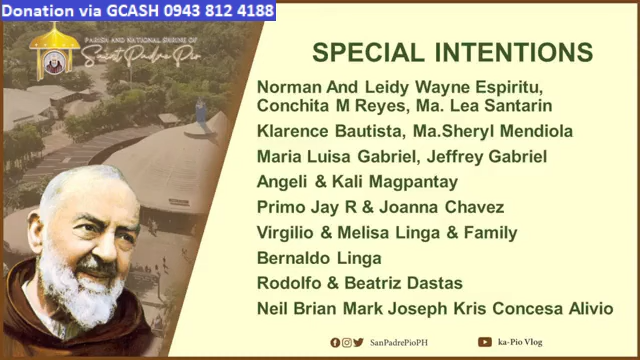 Donation via GCASH 0943 812 4188
PARISH AND NATIONAL SHRINE OF
Saint Padre Pio
SPECIAL INTENTIONS
Norman And Leidy Wayne Espiritu,
Conchita M Reyes, Ma. Lea Santarin
Klarence Bautista, Ma.Sheryl Mendiola
Maria Luisa Gabriel, Jeffrey Gabriel
Angeli & Kali Magpantay
Primo Jay R & Joanna Chavez
Virgilio & Melisa Linga & Family
Bernaldo Linga
Rodolfo & Beatriz Dastas
Neil Brian Mark Joseph Kris Concesa Alivio
SanPadrePioPH
ka-Pio Vlog